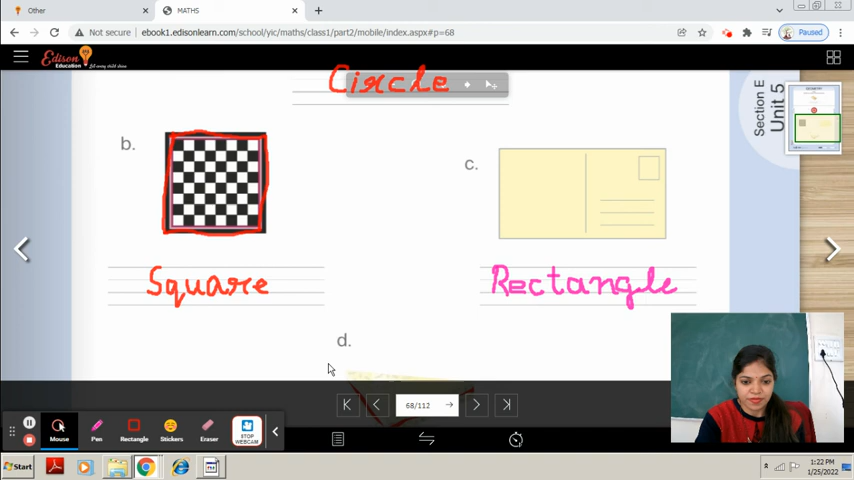 Other
MATHS
Not secure
ebook1.edisonlearn.com/school/yic/maths/class1/part2/mobile/index.aspx#p=68
Paused
Edison
Education
Circle
Section E
Unit 5
b.
c.
Square
Rectangle
d.
68/112
Mouse
Pen
Rectangle
Stickers
Eraser
STOP
WEBCAM
Start
1:22 PM
1/25/2022